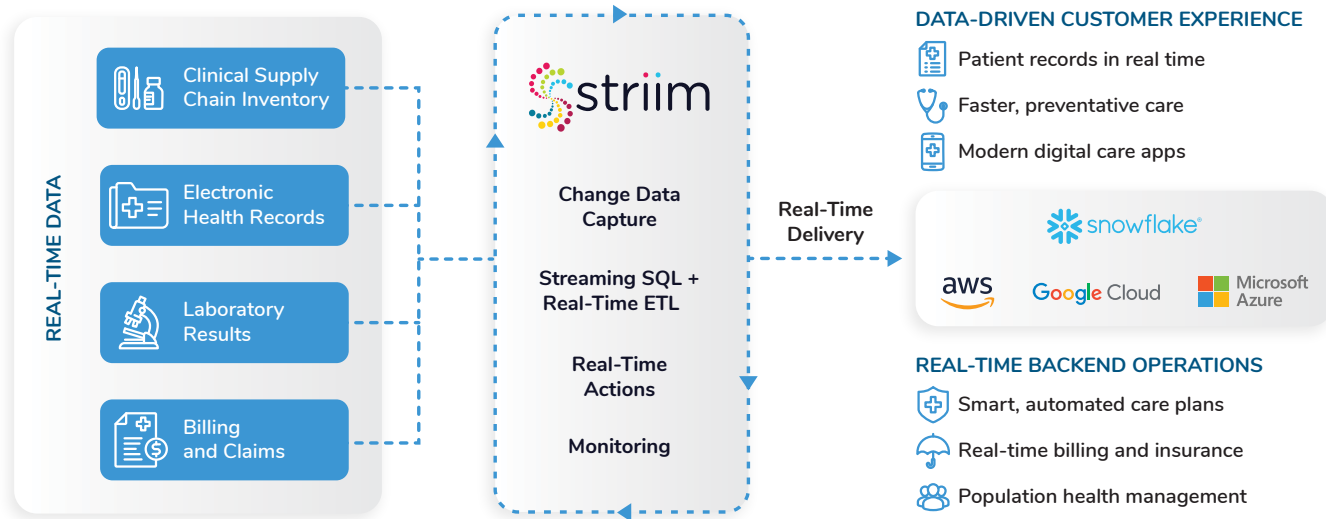 REAL-TIME DATA
Clinical Supply
Chain Inventory
Electronic
Health Records
Laboratory
Results
Billing
and Claims
striim
Change Data
Capture
Streaming SQL +
Real-Time ETL
Real-Time
Actions
Monitoring
Real-Time
Delivery
DATA-DRIVEN CUSTOMER EXPERIENCE
Patient records in real time
Faster, preventative care
Modern digital care apps
snowflake®
aws
Google Cloud
Microsoft
Azure
REAL-TIME BACKEND OPERATIONS
Smart, automated care plans
Real-time billing and insurance
Population health management